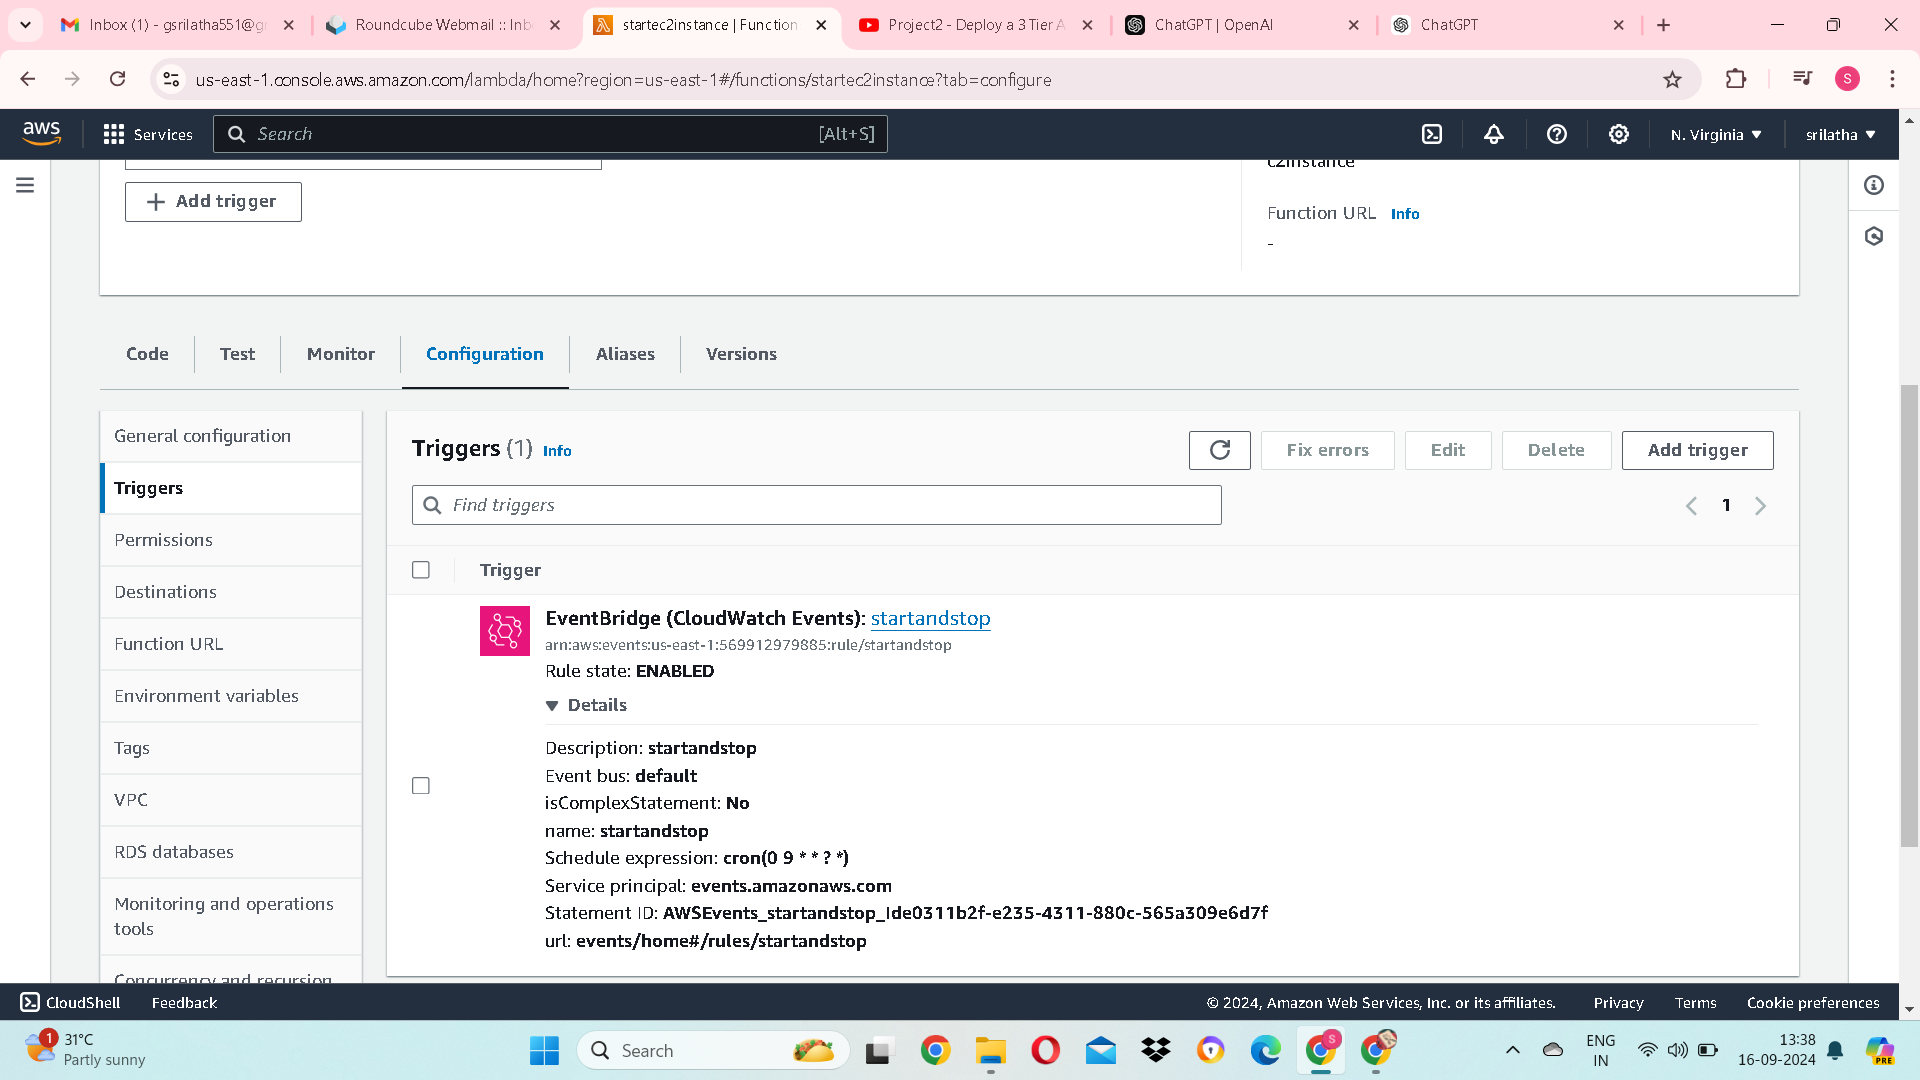 Inbox (1) - gsrilatha551@g
Roundcube Webmail :: Inb
startec2instance | Function
Project2 - Deploy a 3 Tier A
ChatGPT | OpenAI
ChatGPT
us-east-1.console.aws.amazon.com/lambda/home?region=us-east-1#/functions/startec2instance?tab=configure
S
aws
Services
Search
[Alt+S]
N. Virginia
srilatha
c2instance
Add trigger
Function URL Info
-
Code
Test
Monitor
Configuration
Aliases
Versions
General configuration
Triggers
Permissions
Destinations
Function URL
Environment variables
Tags
VPC
RDS databases
Monitoring and operations
tools
Concurrency and recursion
Triggers (1) Info
Fix errors
Edit
Delete
Add trigger
Find triggers
1
Trigger
EventBridge (CloudWatch Events): startandstop
arn:aws:events:us-east-1:569912979885:rule/startandstop
Rule state: ENABLED
Details
Description: startandstop
Event bus: default
isComplexStatement: No
name: startandstop
Schedule expression: cron(0 9 * * ? *)
Service principal: events.amazonaws.com
Statement ID: AWSEvents_startandstop_Ide0311b2f-e235-4311-880c-565a309e6d7f
url: events/home#/rules/startandstop
CloudShell
Feedback
© 2024, Amazon Web Services, Inc. or its affiliates.
Privacy
Terms
Cookie preferences
1
31°C
Partly sunny
Search
S
ENG
IN
13:38
16-09-2024
PRE